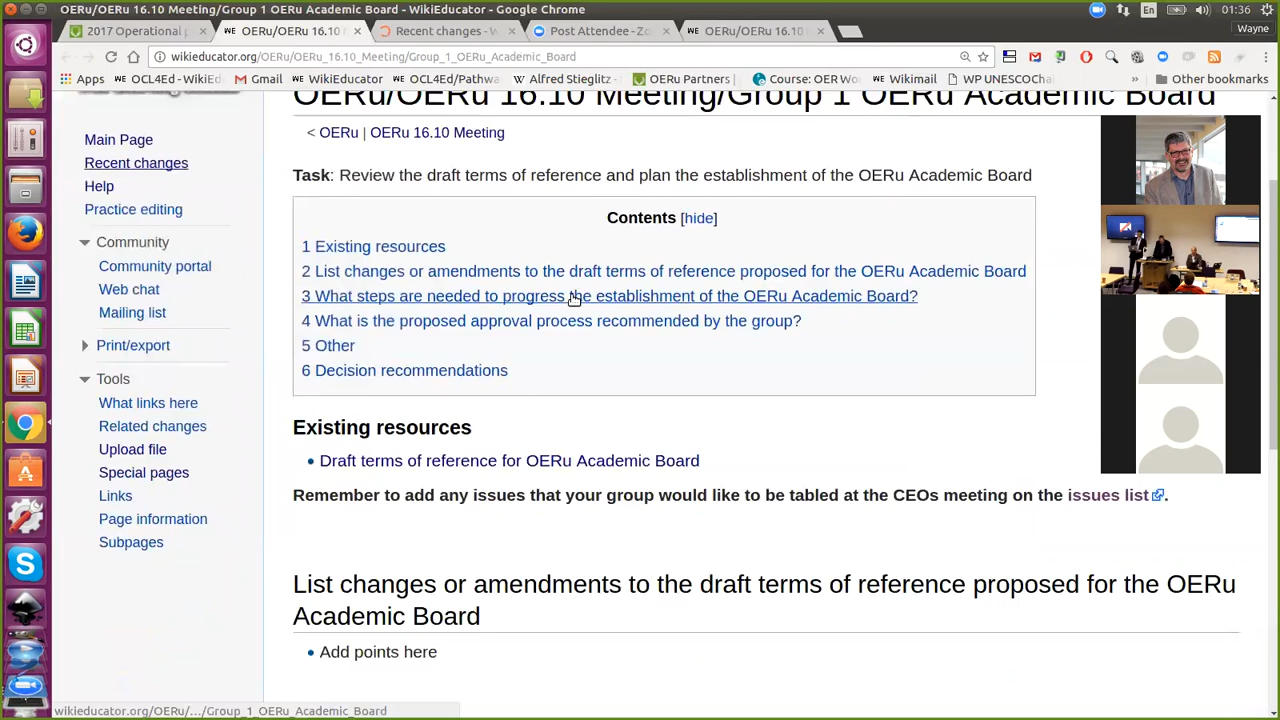 OERu/OERu 16.10 Meeting/Group 1 OERu Academic Board - WikiEducator - Google Chrome
En
01:36
2017 Operational p
OERu/OERu 16.10 M
Recent changes - W
Post Attendee - Zo
OERu/OERu 16.10 M
Wayne
wikieducator.org/OERu/OERu_16.10_Meeting/Group_1_OERu_Academic_Board
Apps
OCL4Ed - WikiEd
Gmail
WikiEducator
OCL4Ed/Pathwa
Alfred Stieglitz -
OERu Partners |
Course: OER Wo
Wikimail
WP UNESCOChai
»
Other bookmarks
OERu/OERu 16.10 Meeting/Group 1 OERu Academic Board
< OERu | OERu 16.10 Meeting
Main Page
Recent changes
Help
Practice editing
Community
Community portal
Web chat
Mailing list
Print/export
Tools
What links here
Related changes
Upload file
Special pages
Links
Page information
Subpages
Task: Review the draft terms of reference and plan the establishment of the OERu Academic Board
Contents [hide]
1 Existing resources
2 List changes or amendments to the draft terms of reference proposed for the OERu Academic Board
3 What steps are needed to progress the establishment of the OERu Academic Board?
4 What is the proposed approval process recommended by the group?
5 Other
6 Decision recommendations
Existing resources
• Draft terms of reference for OERu Academic Board
Remember to add any issues that your group would like to be tabled at the CEOs meeting on the issues list.
List changes or amendments to the draft terms of reference proposed for the OERu
Academic Board
• Add points here
wikieducator.org/OERu/.../Group_1_OERu_Academic_Board